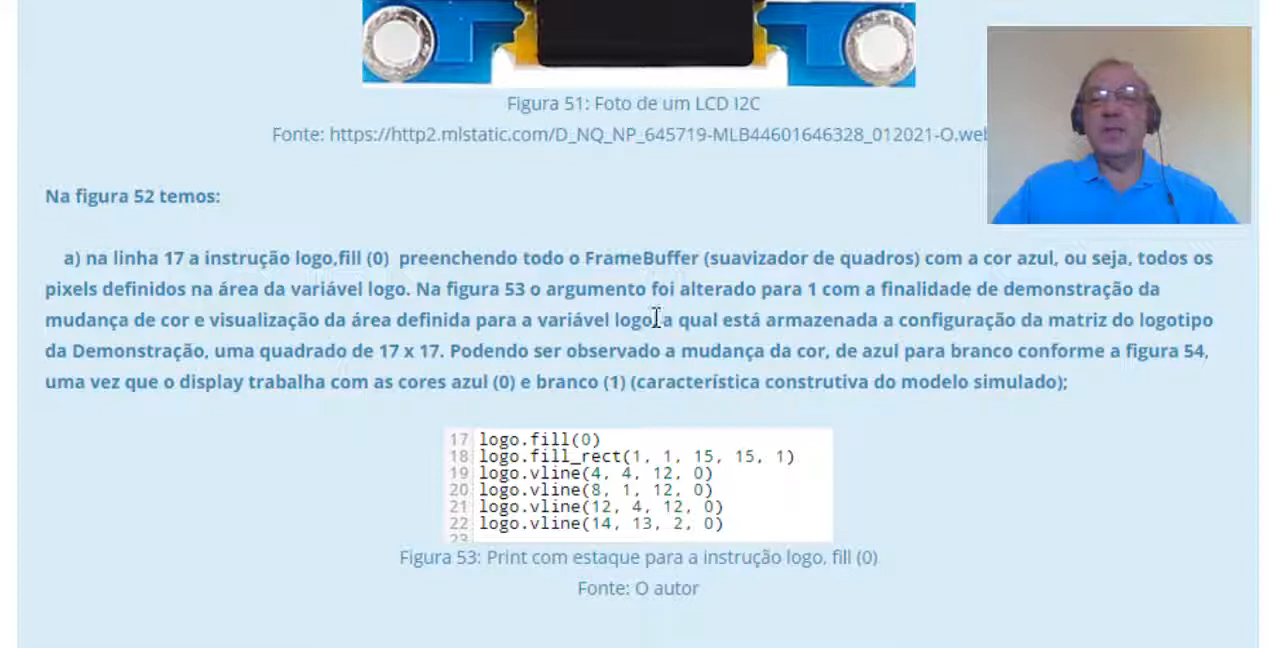 Figura 51: Foto de um LCD I2C
Fonte: https://http2.mlstatic.com/D_NQ_NP_645719-MLB44601646328_012021-O.web
Na figura 52 temos:
a) na linha 17 a instrução logo,fill (0) preenchendo todo o FrameBuffer (suavizador de quadros) com a cor azul, ou seja, todos os
pixels definidos na área da variável logo. Na figura 53 o argumento foi alterado para 1 com a finalidade de demonstração da
mudança de cor e visualização da área definida para a variável logo, a qual está armazenada a configuração da matriz do logotipo
da Demonstração, uma quadrado de 17 x 17. Podendo ser observado a mudança da cor, de azul para branco conforme a figura 54,
uma vez que o display trabalha com as cores azul (0) e branco (1) (característica construtiva do modelo simulado);
17 logo.fill(0)
18 logo.fill_rect(1, 1, 15, 15, 1)
19 logo.vline(4, 4, 12, 0)
20 logo.vline(8, 1, 12, 0)
21 logo.vline(12, 4, 12, 0)
22 logo.vline(14, 13, 2, 0)
23
Figura 53: Print com estaque para a instrução logo, fill (0)
Fonte: O autor